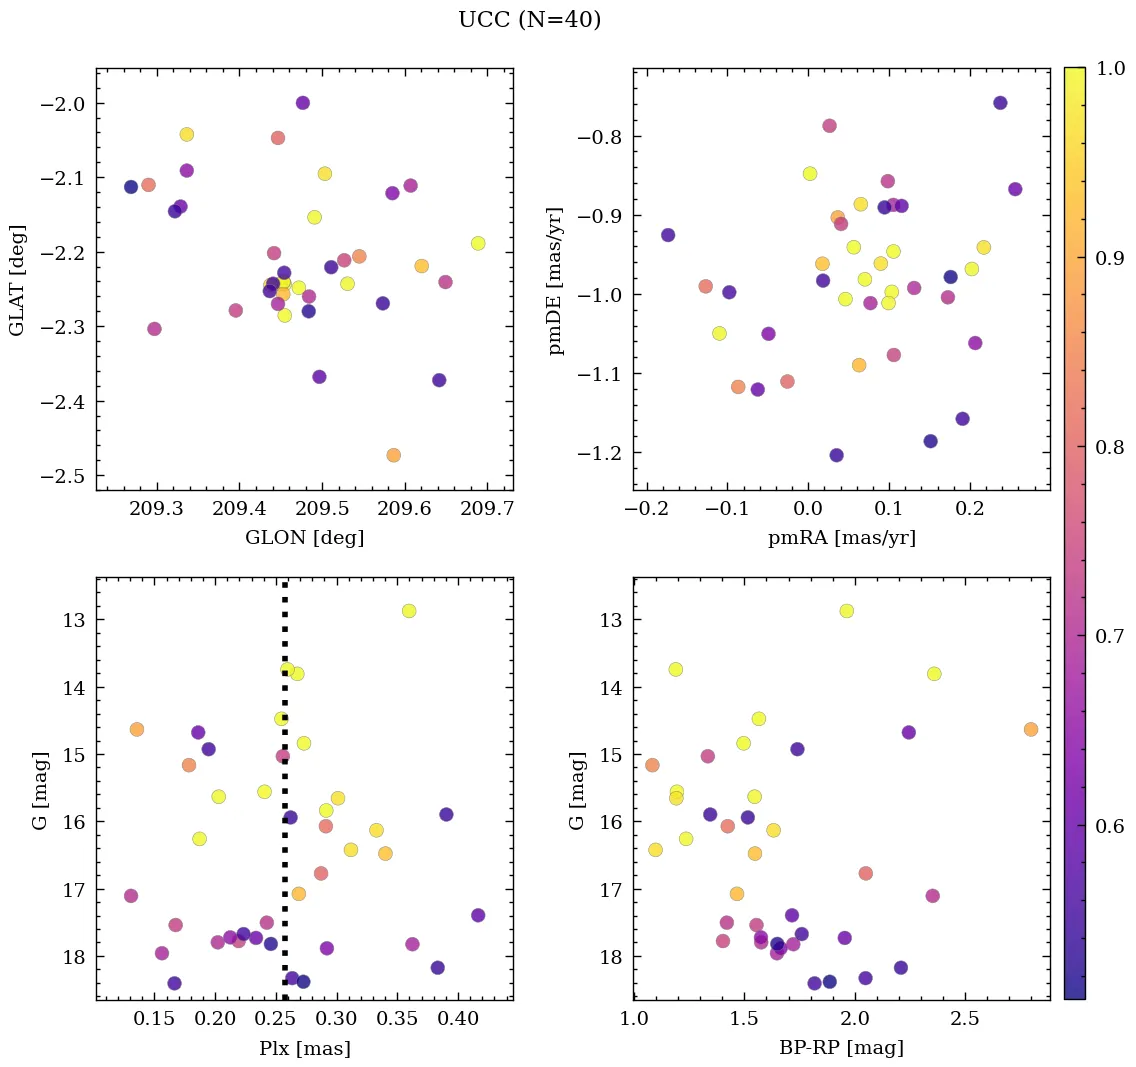 UCC (N=40)
−2.0
−2.1
−2.2
−2.3
−2.4
−2.5
GLAT [deg]
209.3 209.4 209.5 209.6 209.7
GLON [deg]
−0.8
−0.9
−1.0
−1.1
−1.2
pmDE [mas/yr]
−0.2 −0.1 0.0 0.1 0.2
pmRA [mas/yr]
13
14
15
16
17
18
G [mag]
0.15 0.20 0.25 0.30 0.35 0.40
Plx [mas]
13
14
15
16
17
18
G [mag]
1.0 1.5 2.0 2.5
BP-RP [mag]
1.0
0.9
0.8
0.7
0.6